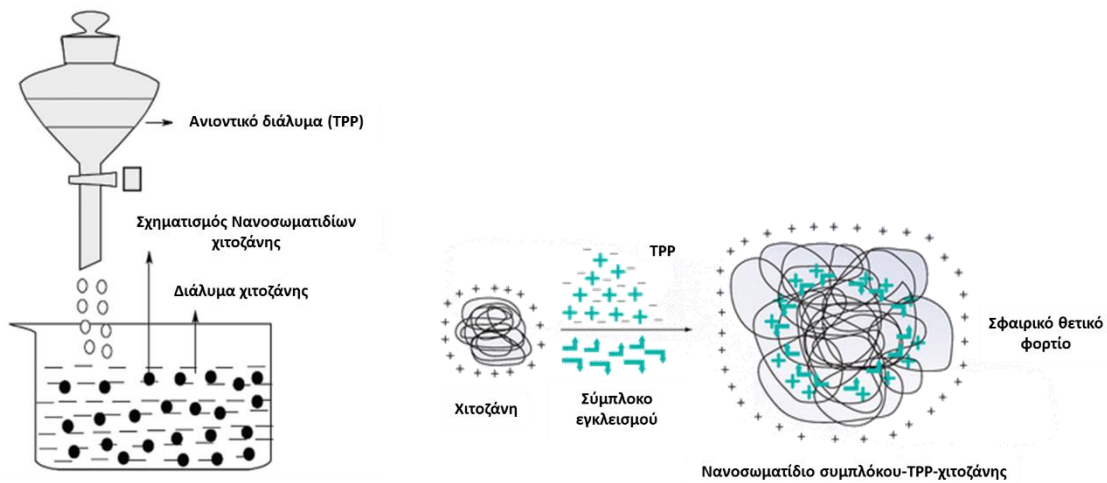 Ανιοντικό διάλυμα (TPP)
Σχηματισμός Νανοσωματιδίων
χιτοζάνης
Διάλυμα χιτοζάνης
TPP
Χιτοζάνη
Σύμπλοκο
εγκλεισμού
Σφαιρικό θετικό
φορτίο
Νανοσωματίδιο συμπλόκου-TPP-χιτοζάνης